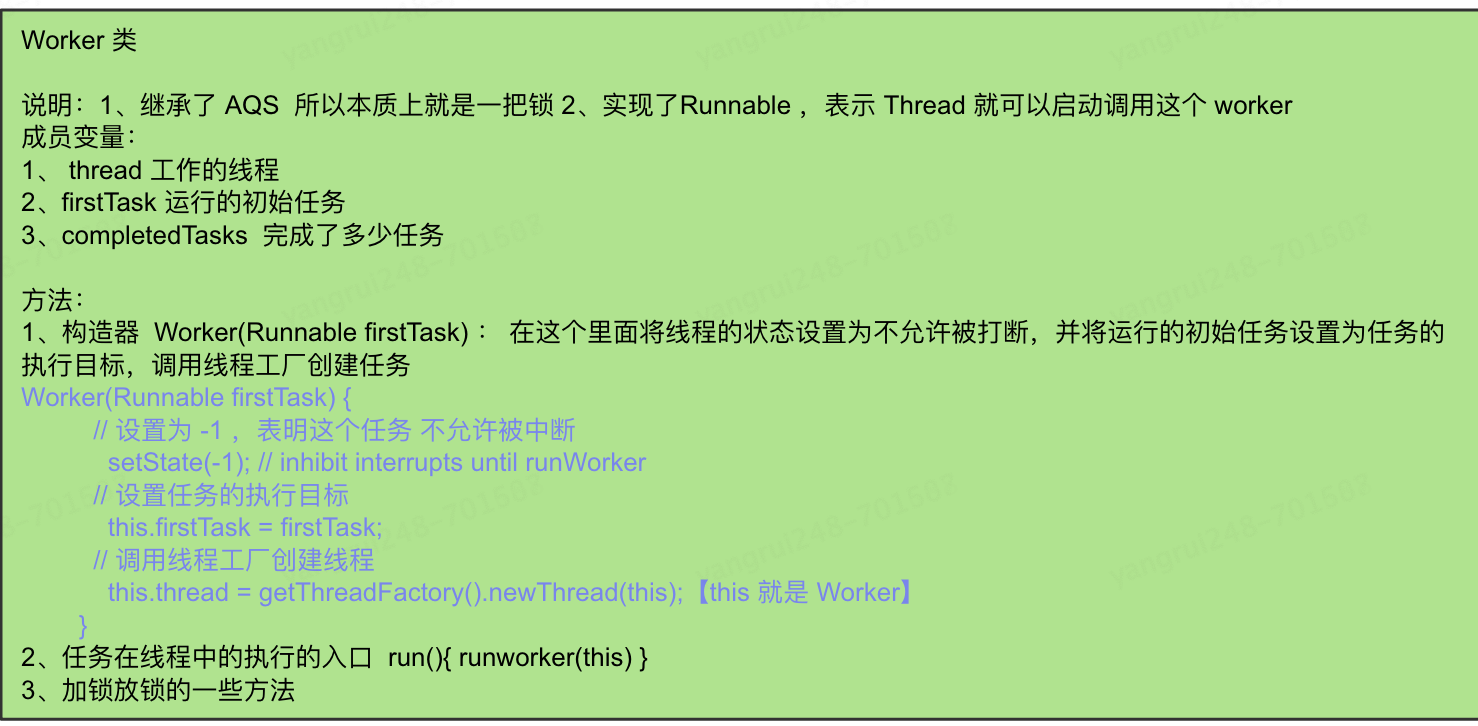 Worker 类
说明：1、继承了 AQS 所以本质上就是一把锁 2、实现了Runnable ，表示 Thread 就可以启动调用这个 worker
成员变量：
1、 thread 工作的线程
2、firstTask 运行的初始任务
3、completedTasks 完成了多少任务
方法：
1、构造器 Worker(Runnable firstTask) ： 在这个里面将线程的状态设置为不允许被打断，并将运行的初始任务设置为任务的
执行目标，调用线程工厂创建任务
Worker(Runnable firstTask) {
// 设置为 -1 ，表明这个任务 不允许被中断
setState(-1); // inhibit interrupts until runWorker
// 设置任务的执行目标
this.firstTask = firstTask;
// 调用线程工厂创建线程
this.thread = getThreadFactory().newThread(this);【this 就是 Worker】
}
2、任务在线程中的执行的入口 run(){ runworker(this) }
3、加锁放锁的一些方法